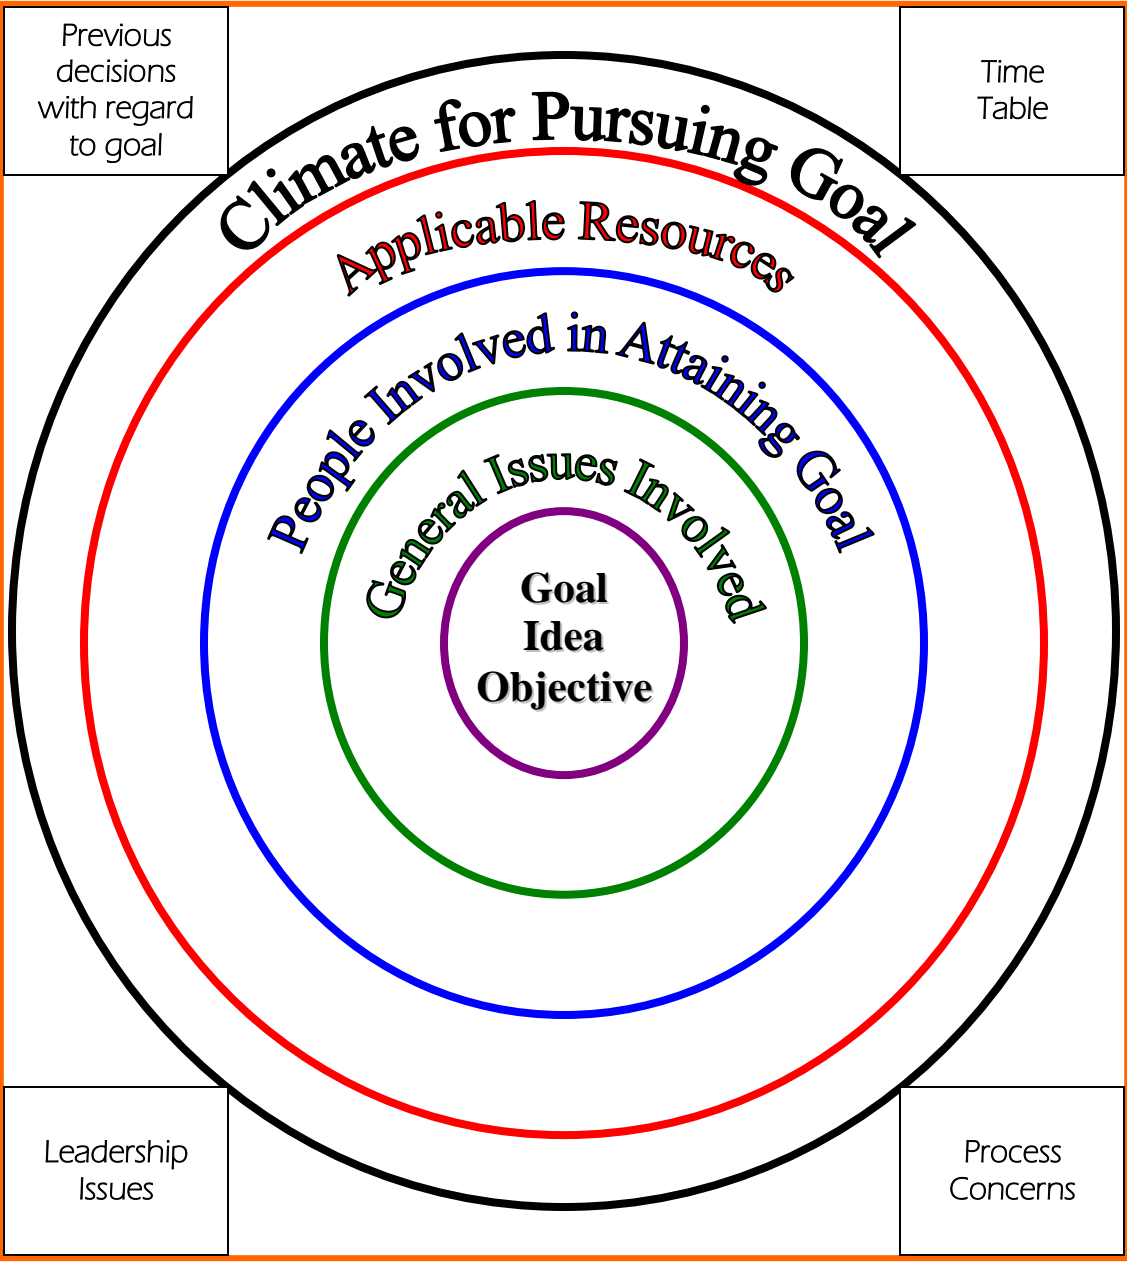 Previous
decisions
with regard
to goal
Time
Table
Climate for Pursuing Goal
Applicable Resources
People Involved in Attaining Goal
General Issues Involved
Goal
Idea
Objective
Leadership
Issues
Process
Concerns